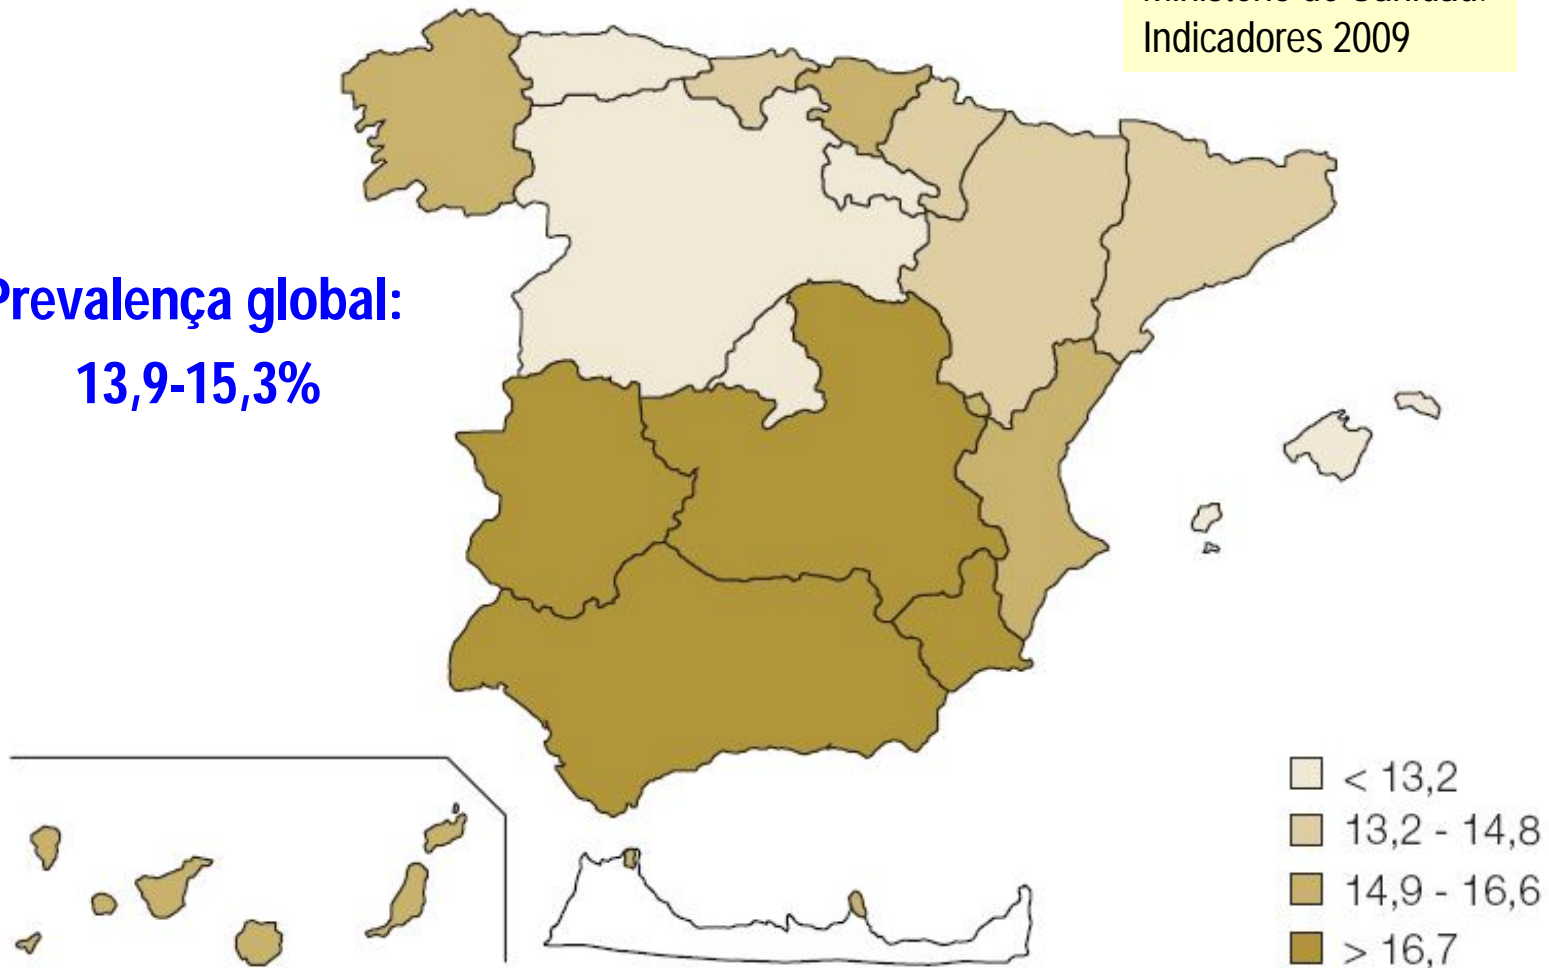 Indicadores 2009
Prevalença global:
13,9-15,3%
< 13,2
13,2 - 14,8
14,9 - 16,6
> 16,7